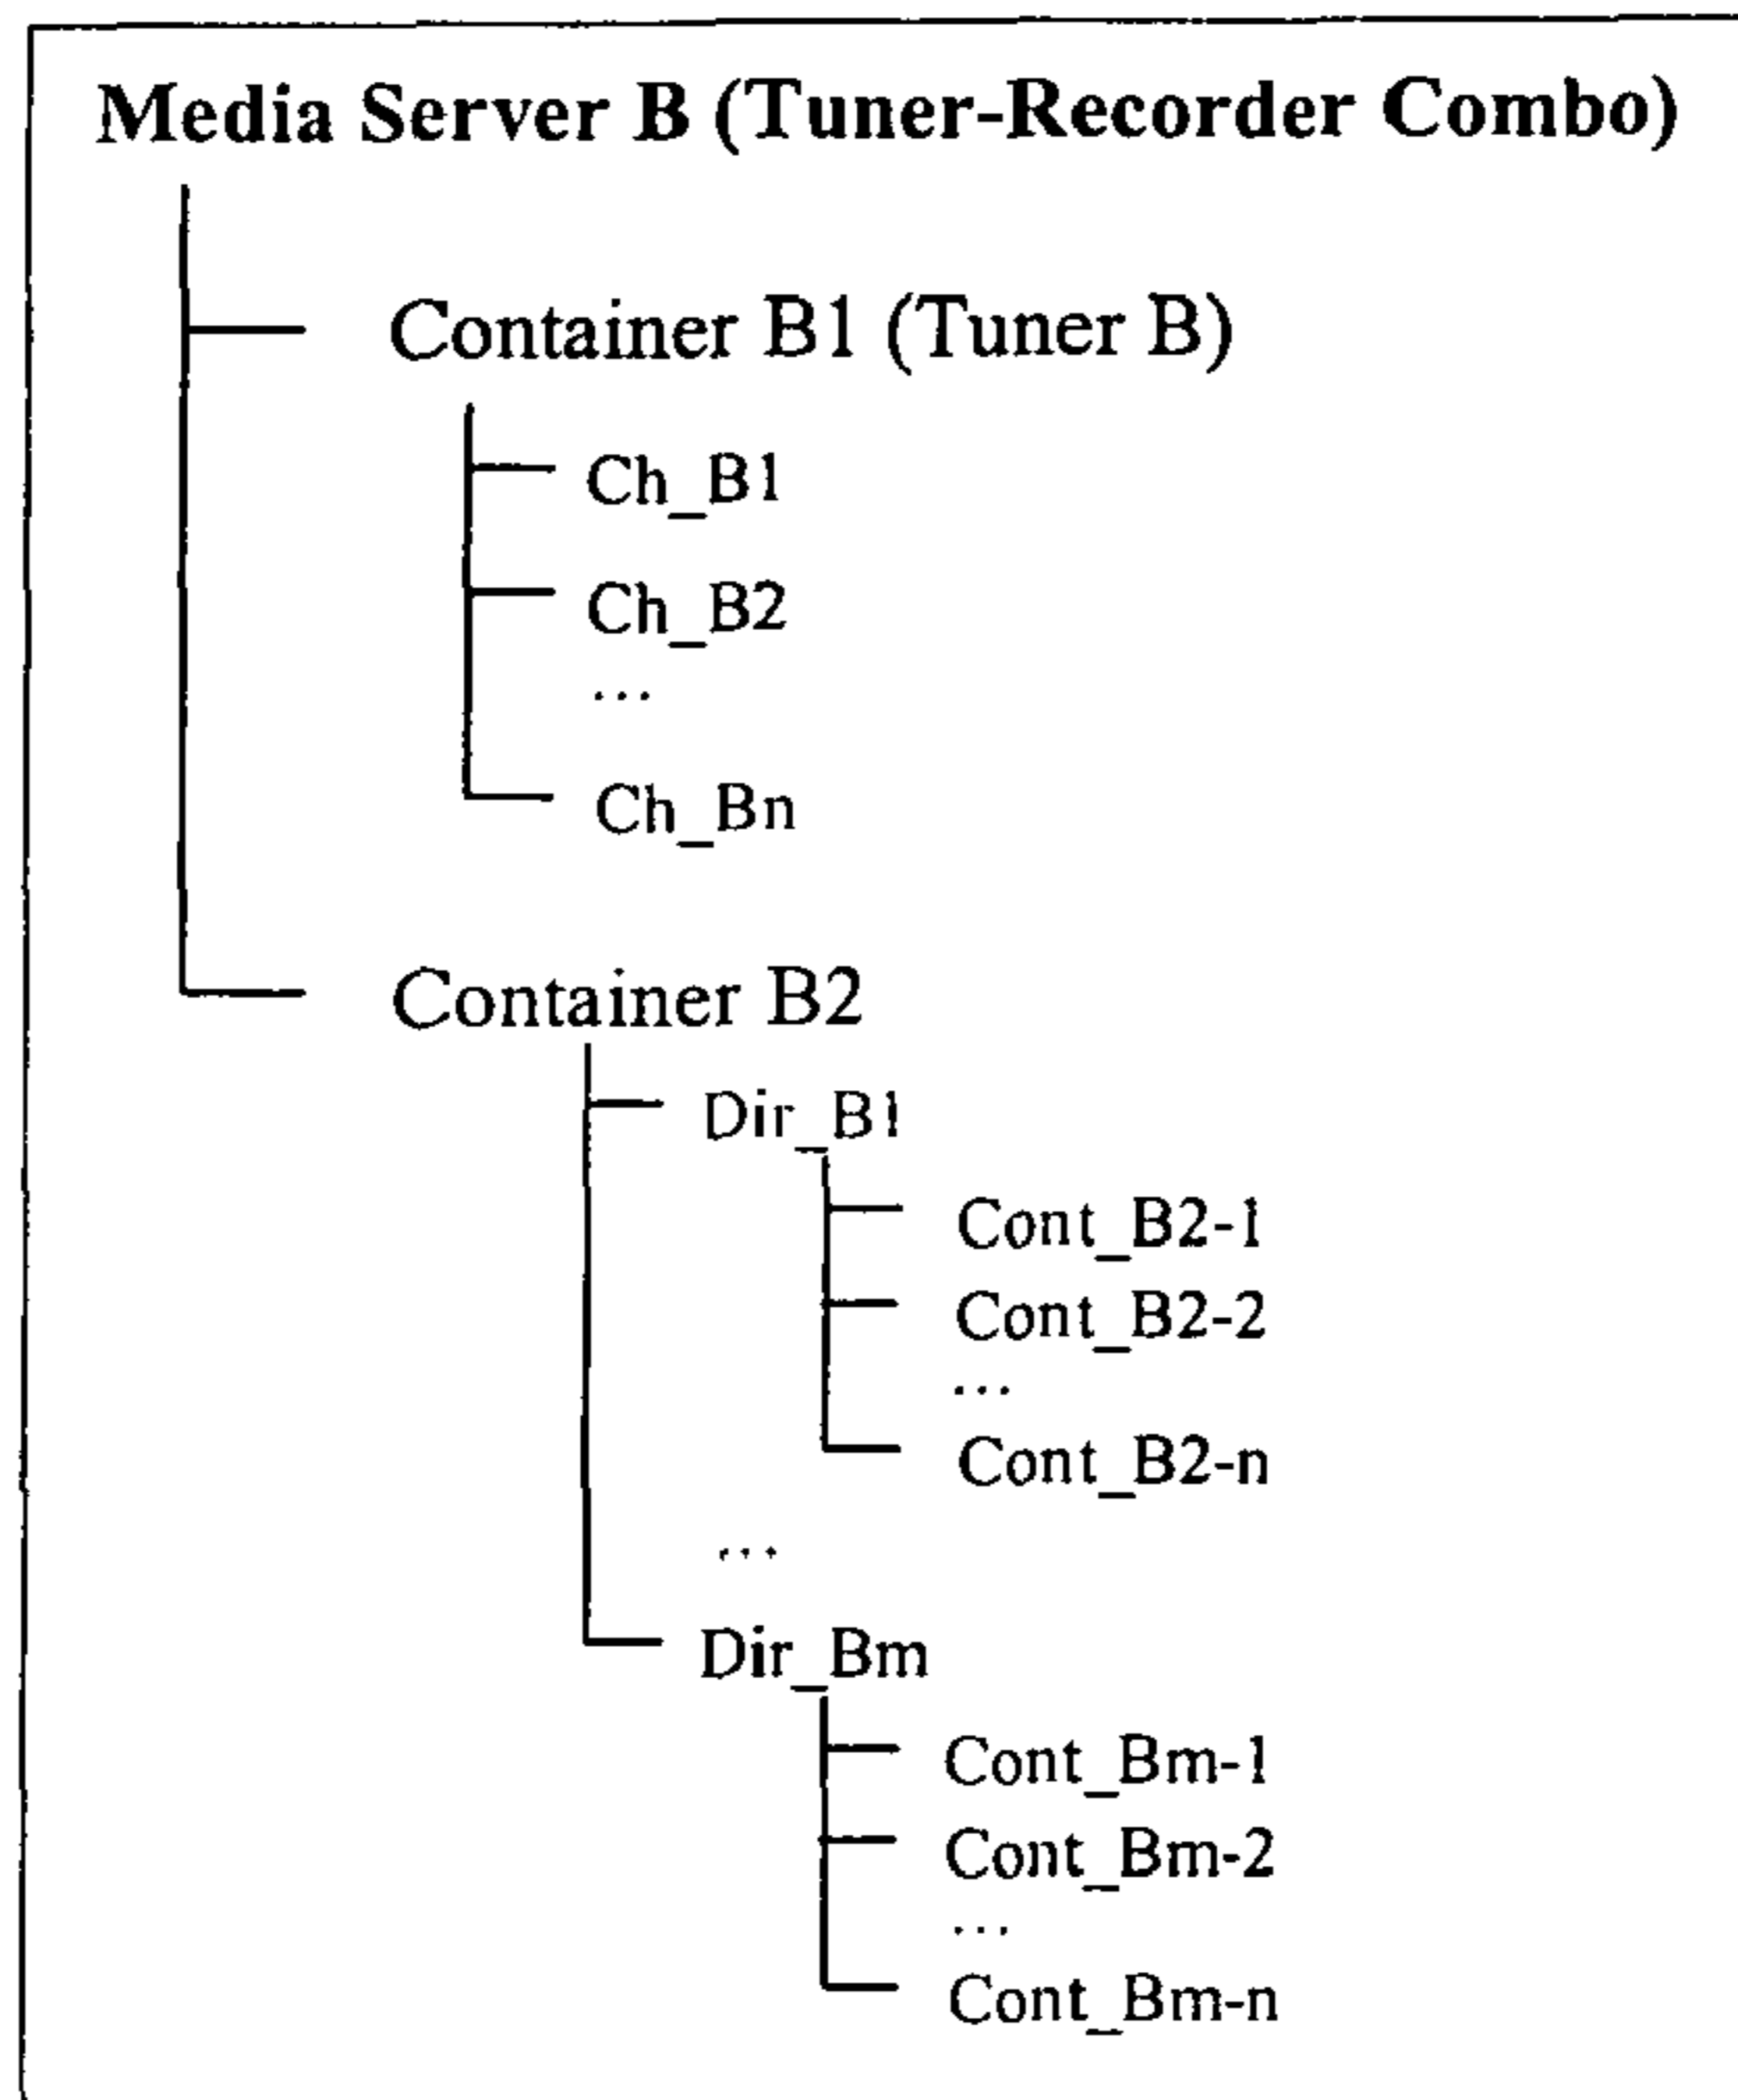 Media Server B (Tuner-Recorder Combo)
Container B1 (Tuner B)
Ch_B1
Ch_B2
...
Ch_Bn
Container B2
Dir_B1
Cont_B2-1
Cont_B2-2
...
Cont_B2-n
...
Dir_Bm
Cont_Bm-1
Cont_Bm-2
...
Cont_Bm-n